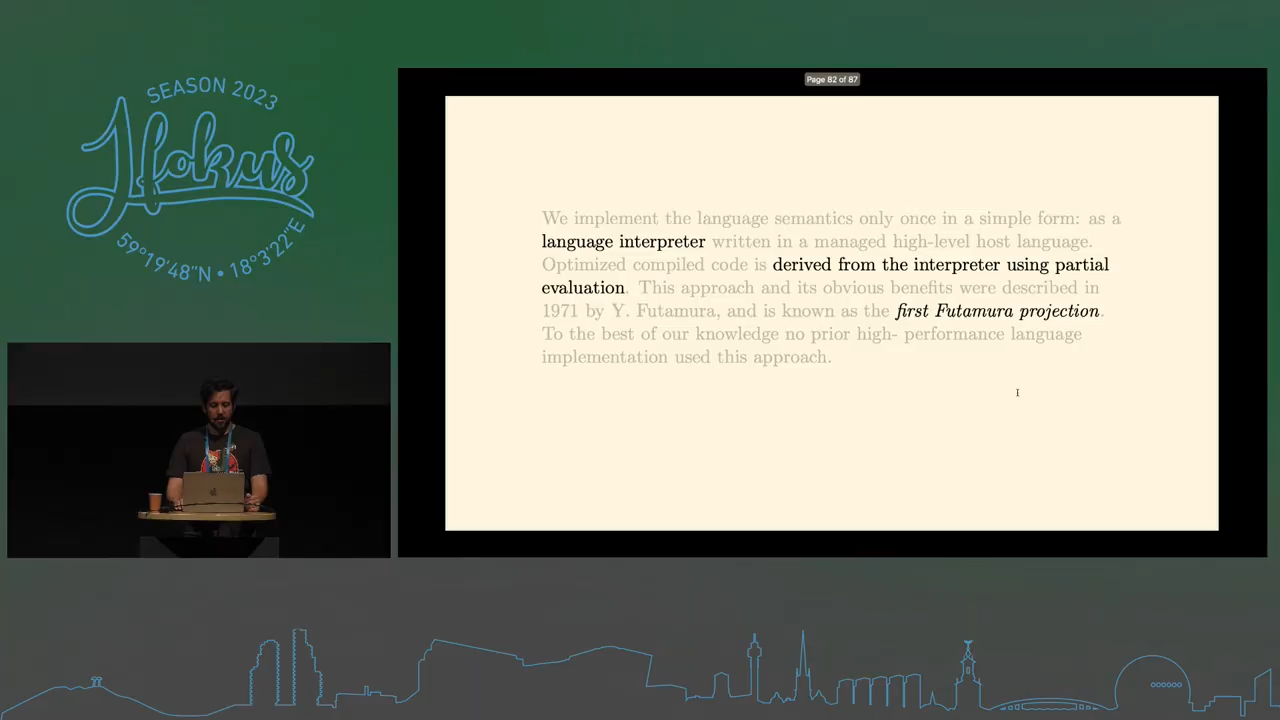 SEASON 2023
Jfokus
59°19'48"N • 18°3'22"E
Page 82 of 87
We implement the language semantics only once in a simple form: as a
language interpreter written in a managed high-level host language.
Optimized compiled code is derived from the interpreter using partial
evaluation. This approach and its obvious benefits were described in
1971 by Y. Futamura, and is known as the first Futamura projection.
To the best of our knowledge no prior high- performance language
implementation used this approach.